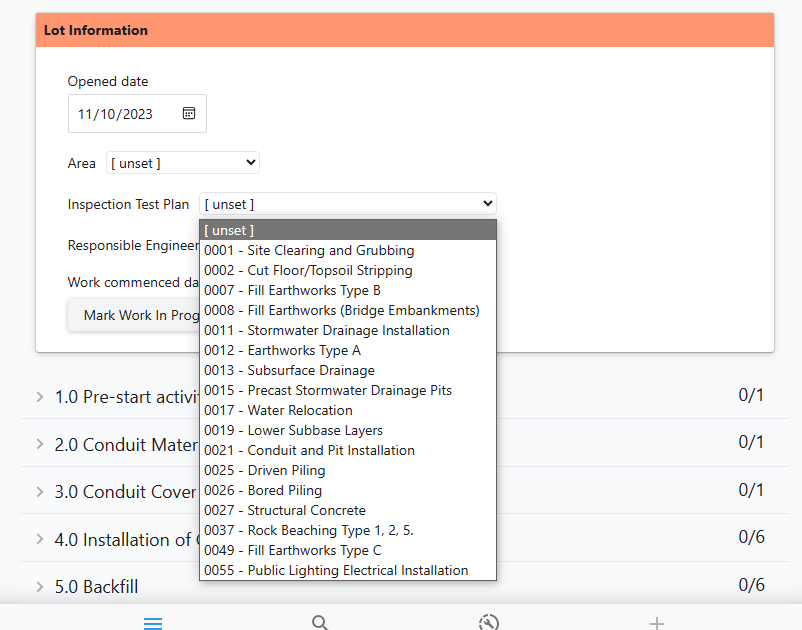 Lot Information
Opened date
11/10/2023
Area [ unset ]
Inspection Test Plan [ unset ]
[ unset ]
Responsible Engineer
0001 - Site Clearing and Grubbing
0002 - Cut Floor/Topsoil Stripping
Work commenced
0007 - Fill Earthworks Type B
0008 - Fill Earthworks (Bridge Embankments)
Mark Work In
0011 - Stormwater Drainage Installation
0012 - Earthworks Type A
0013 - Subsurface Drainage
0015 - Precast Stormwater Drainage Pits
1.0 Pre-start 0/1
0017 - Water Relocation
0019 - Lower Subbase Layers
2.0 Conduit 0/1
0021 - Conduit and Pit Installation
0025 - Driven Piling
3.0 Conduit Cover 0/1
0026 - Bored Piling
0027 - Structural Concrete
0037 - Rock Beaching Type 1, 2, 5.
4.0 Installation of 0/6
0049 - Fill Earthworks Type C
0055 - Public Lighting Electrical Installation
5.0 Backfill 0/6